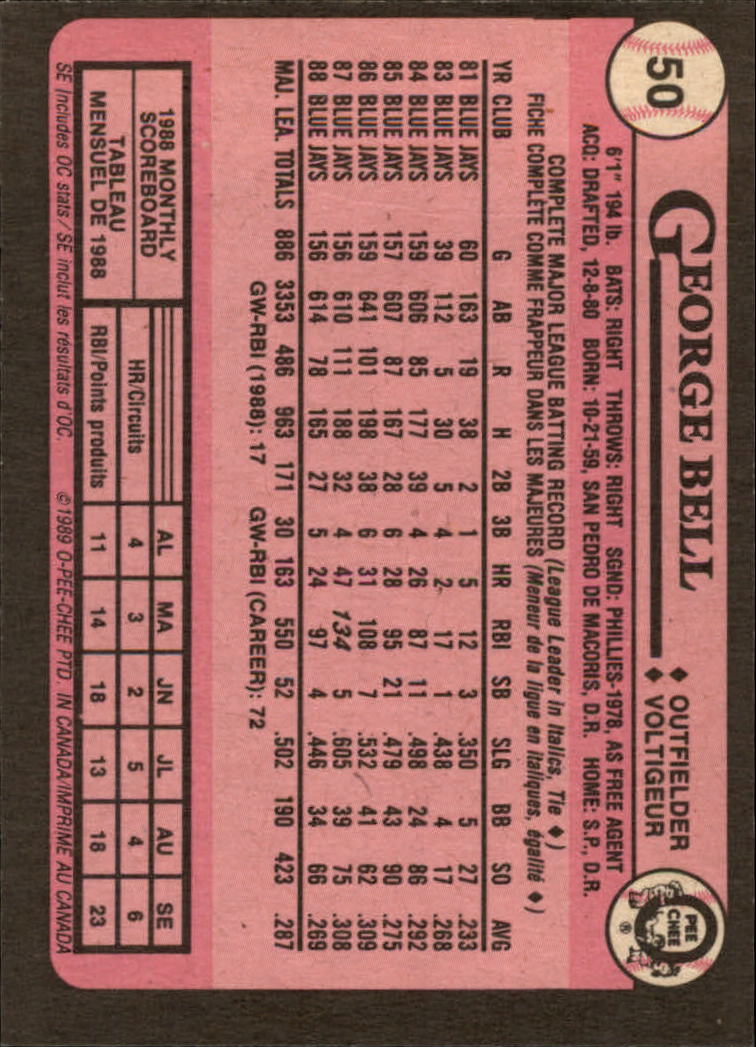 50
GEORGE BELL
♦ OUTFIELDER
♦ VOLTIGEUR
PEE
CHEE
®
6'1" 194 lb. BATS: RIGHT THROWS: RIGHT SGND: PHILLIES-1978, AS FREE AGENT
ACQ: DRAFTED, 12-8-80 BORN: 10-21-59, SAN PEDRO DE MACORIS, D.R. HOME: S.P., D.R.
COMPLETE MAJOR LEAGUE BATTING RECORD (League Leader in Italics, Tie ♦)
FICHE COMPLÈTE COMME FRAPPEUR DANS LES MAJEURES (Meneur de la ligue en italiques, égalité ♦)
YR CLUB G AB R H 2B 3B HR RBI SB SLG BB SO AVG
81 BLUE JAYS 60 163 19 38 2 1 5 12 3 .350 5 27 .233
83 BLUE JAYS 39 112 5 30 5 4 2 17 1 .438 4 17 .268
84 BLUE JAYS 159 606 85 177 39 4 26 87 11 .498 24 86 .292
85 BLUE JAYS 157 607 87 167 28 6 28 95 21 .479 43 90 .275
86 BLUE JAYS 159 641 101 198 38 6 31 108 7 .532 41 62 .309
87 BLUE JAYS 156 610 111 188 32 4 47 134 5 .605 39 75 .308
88 BLUE JAYS 156 614 78 165 27 5 24 97 4 .446 34 66 .269
MAJ. LEA. TOTALS 886 3353 486 963 171 30 163 550 52 .502 190 423 .287
GW-RBI (1988): 17 GW-RBI (CAREER): 72
1988 MONTHLY
SCOREBOARD
TABLEAU
MENSUEL DE 1988
AL MA JN JL AU SE
HR/Circuits 4 3 2 5 4 6
RBI/Points produits 11 14 18 13 18 23
SE Includes OC stats/SE inclut les résultats d'OC. ©1989 O-PEE-CHEE PTD. IN CANADA/IMPRIMÉ AU CANADA